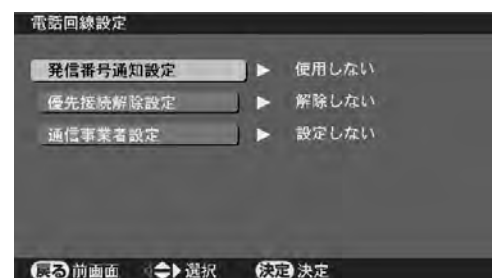 電話回線設定
発信番号通知設定 ▶ 使用しない
優先接続解除設定 ▶ 解除しない
通信事業者設定 ▶ 設定しない
戻る 前画面 選択 決定 決定